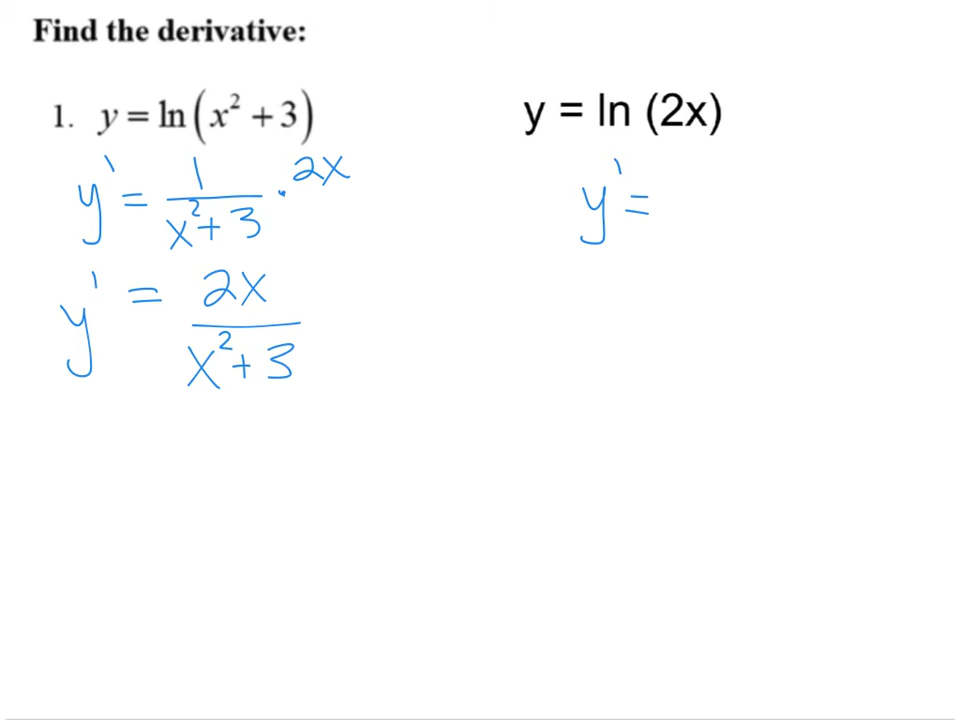 Find the derivative:
1. y = ln(x² + 3)
y' = 1/(x² + 3) · 2x
y' = 2x/(x² + 3)
y = ln (2x)
y' =